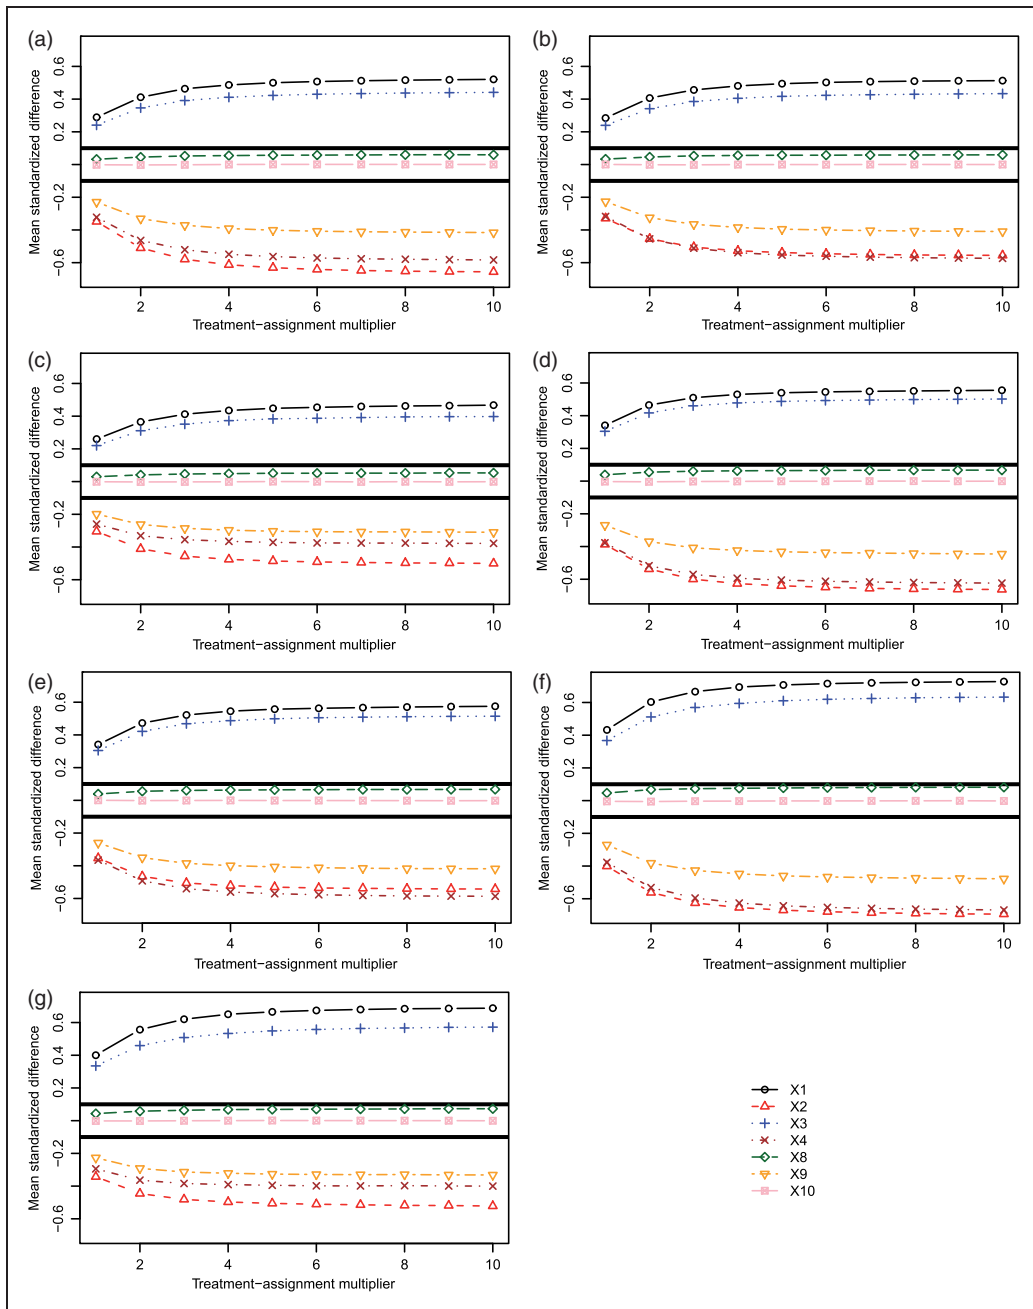 (a)
Mean standardized difference
0.6
0.4
0.2
−0.2
−0.6
2 4 6 8 10
Treatment−assignment multiplier
(b)
Mean standardized difference
0.6
0.4
0.2
−0.2
−0.6
2 4 6 8 10
Treatment−assignment multiplier
(c)
Mean standardized difference
0.6
0.4
0.2
−0.2
−0.6
2 4 6 8 10
Treatment−assignment multiplier
(d)
Mean standardized difference
0.6
0.4
0.2
−0.2
−0.6
2 4 6 8 10
Treatment−assignment multiplier
(e)
Mean standardized difference
0.6
0.4
0.2
−0.2
−0.6
2 4 6 8 10
Treatment−assignment multiplier
(f)
Mean standardized difference
0.6
0.4
0.2
−0.2
−0.6
2 4 6 8 10
Treatment−assignment multiplier
(g)
Mean standardized difference
0.6
0.4
0.2
−0.2
−0.6
2 4 6 8 10
Treatment−assignment multiplier
X1
X2
X3
X4
X8
X9
X10